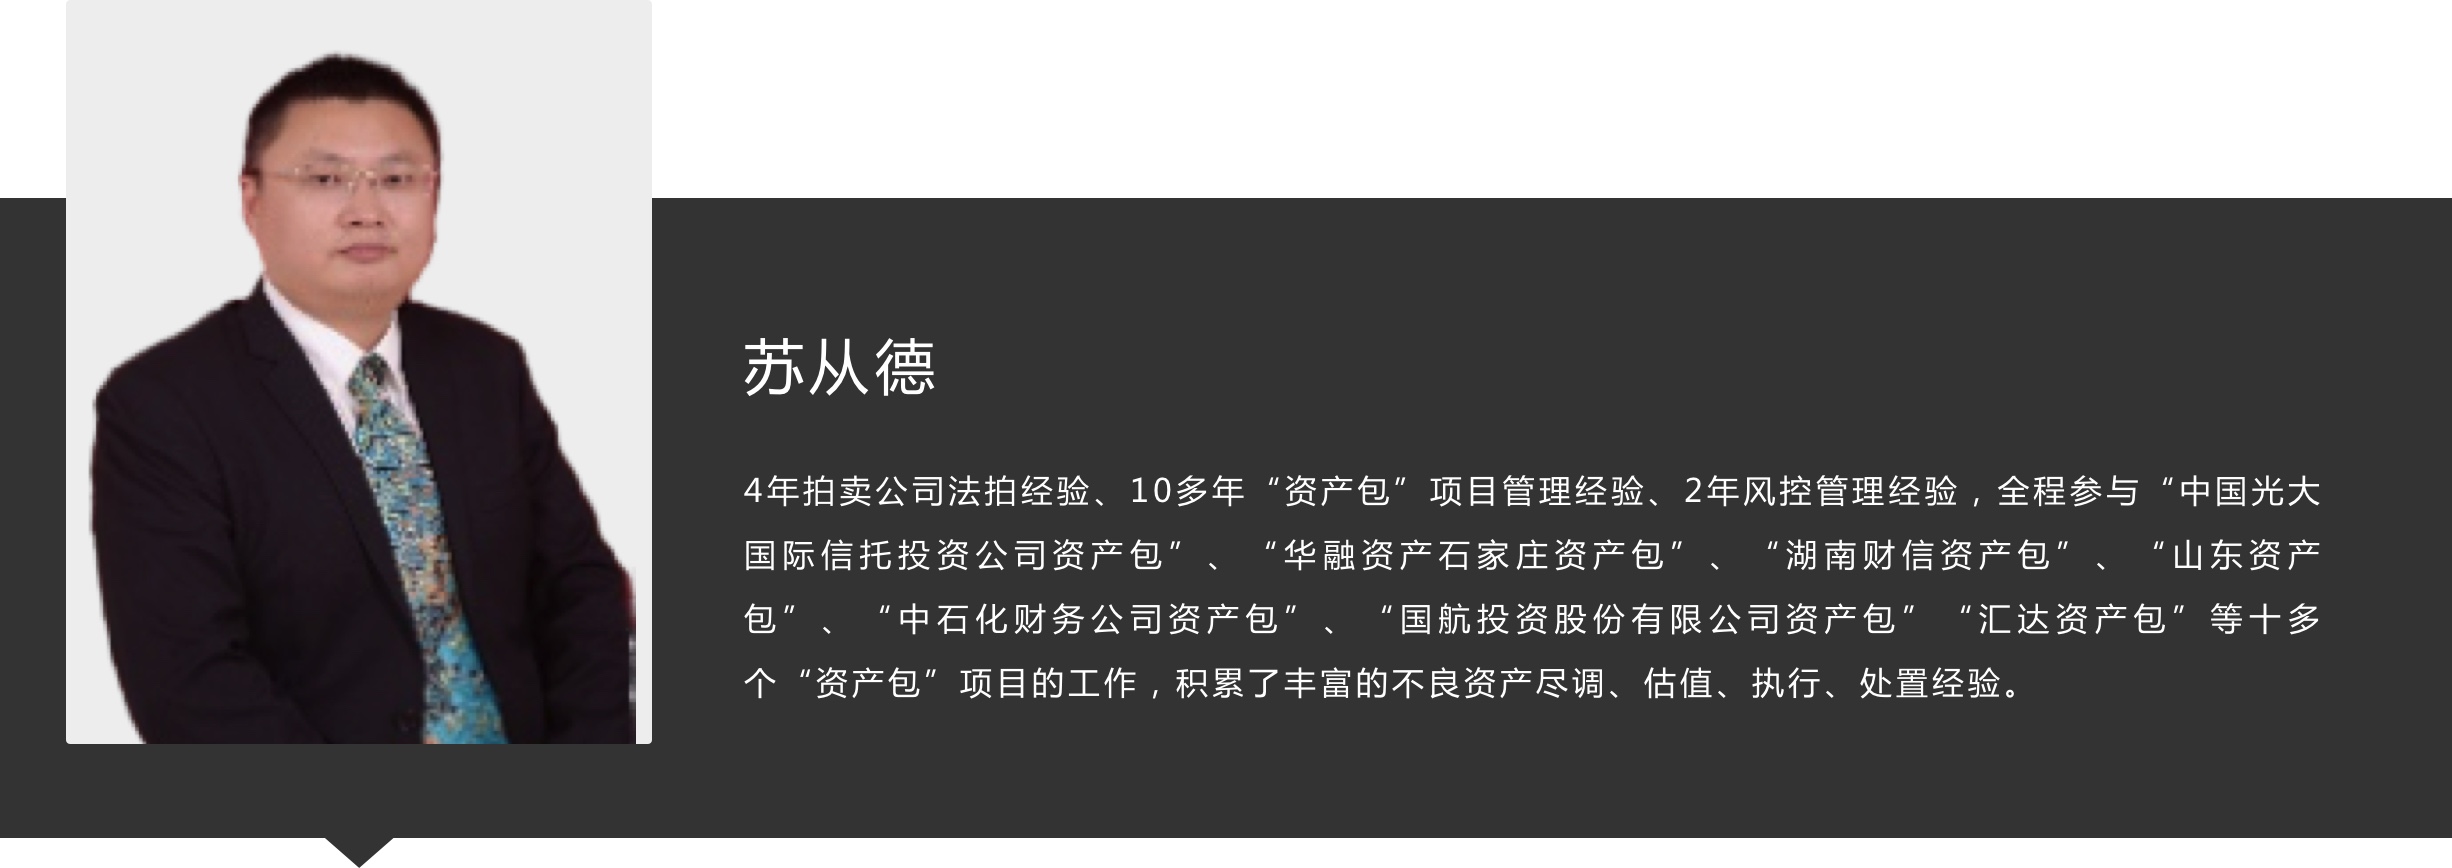 苏从德
4年拍卖公司法拍经验、10多年“资产包”项目管理经验、2年风控管理经验，全程参与“中国光大
国际信托投资公司资产包”、“华融资产石家庄资产包”、“湖南财信资产包”、“山东资产
包”、“中石化财务公司资产包”、“国航投资股份有限公司资产包”“汇达资产包”等十多
个“资产包”项目的工作，积累了丰富的不良资产尽调、估值、执行、处置经验。